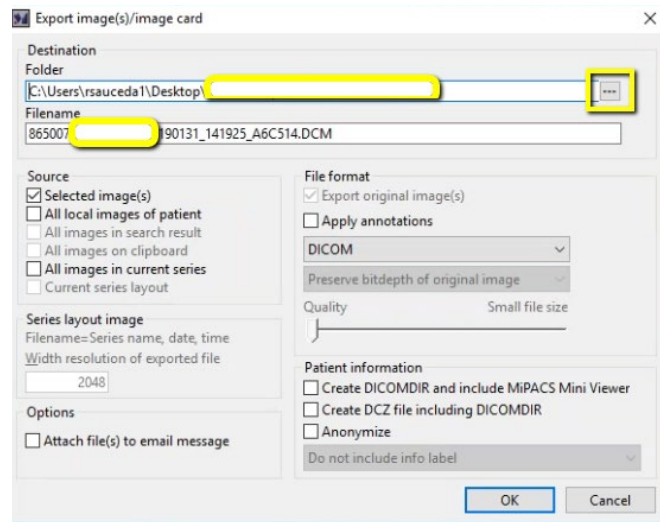 Export image(s)/image card
Destination
Folder
C:\Users\rsauceda1\Desktop\
...
Filename
865007 190131_141925_A6C514.DCM
Source
Selected image(s)
All local images of patient
All images in search result
All images on clipboard
All images in current series
Current series layout
Series layout image
Filename=Series name, date, time
Width resolution of exported file
2048
Options
Attach file(s) to email message
File format
Export original image(s)
Apply annotations
DICOM
Preserve bitdepth of original image
Quality Small file size
Patient information
Create DICOMDIR and include MiPACS Mini Viewer
Create DCZ file including DICOMDIR
Anonymize
Do not include info label
OK Cancel